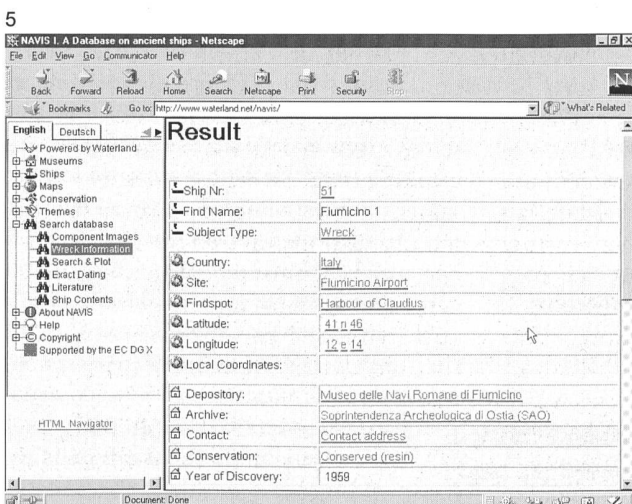 5
NAVIS I. A Database on ancient ships - Netscape
File Edit View Go Communicator Help
Back Forward Reload Home Search Netscape Print Security Stop
Bookmarks Go to: http://www.waterland.net/navis/ What's Related
English Deutsch
Powered by Waterland
Museums
Ships
Maps
Conservation
Themes
Search database
Component Images
Wreck Information
Search & Plot
Exact Dating
Literature
Ship Contents
About NAVIS
Help
Copyright
Supported by the EC DG X
HTML Navigator
Result
Ship Nr: 51
Find Name: Fiumicino 1
Subject Type: Wreck
Country: Italy
Site: Fiumicino Airport
Findspot: Harbour of Claudius
Latitude: 41 n 46
Longitude: 12 e 14
Local Coordinates:
Depository: Museo delle Navi Romane di Fiumicino
Archive: Soprintendenza Archeologica di Ostia (SAO)
Contact: Contact address
Conservation: Conserved (resin)
Year of Discovery: 1959
Document: Done